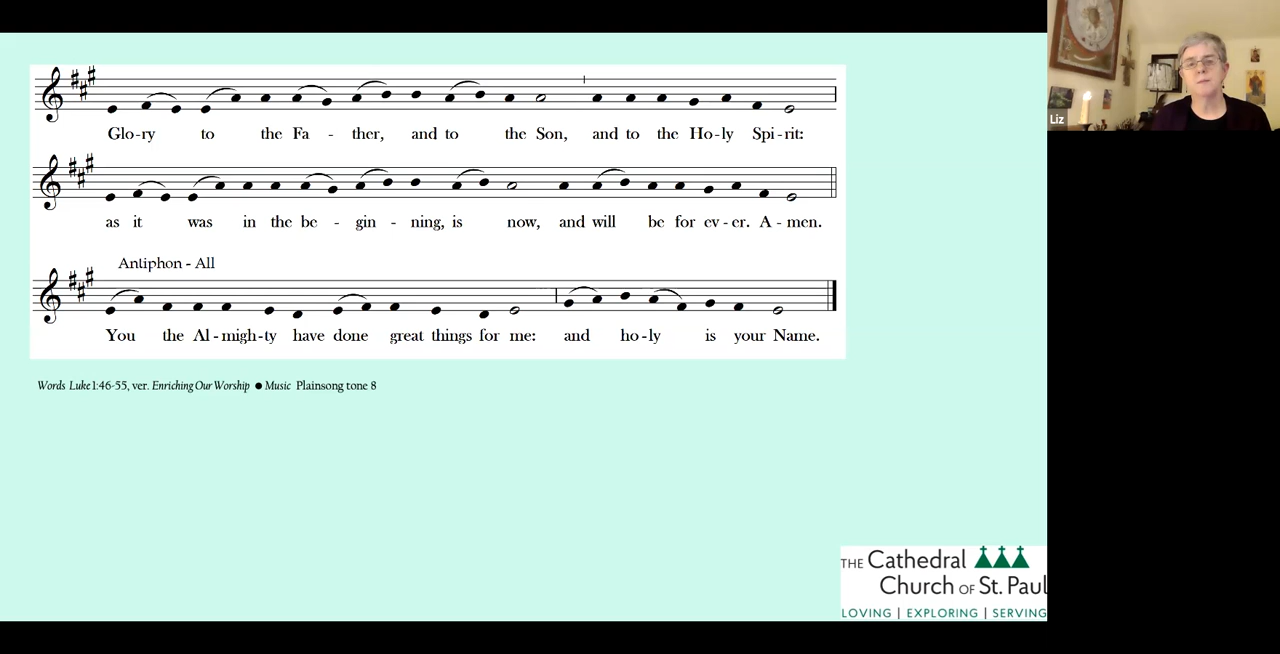 Glo-ry to the Fa - ther, and to the Son, and to the Ho-ly Spi-rit:
as it was in the be - gin - ning, is now, and will be for ev-er. A-men.
Antiphon - All
You the Al-migh-ty have done great things for me: and ho-ly is your Name.
Words Luke 1:46-55, ver. Enriching Our Worship ● Music Plainsong tone 8
THE Cathedral
Church OF St. Paul
LOVING | EXPLORING | SERVING
Liz